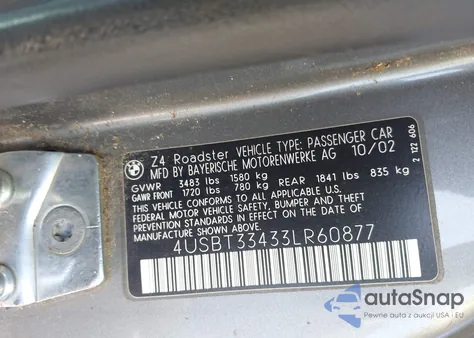 Z4 Roadster VEHICLE TYPE: PASSENGER CAR
MFD BY BAYERISCHE MOTORENWERKE AG 10/02
GVWR 3483 lbs 1580 kg
GAWR FRONT 1720 lbs 780 kg REAR 1841 lbs 835 kg
THIS VEHICLE CONFORMS TO ALL APPLICABLE
FEDERAL MOTOR VEHICLE SAFETY, BUMPER,
AND THEFT PREVENTION STANDARDS IN EFFECT
ON THE DATE OF MANUFACTURE SHOWN ABOVE.
4USBT33433LR60877
2 122 606
autoSnap
Pewne auta z aukcji USA i EU